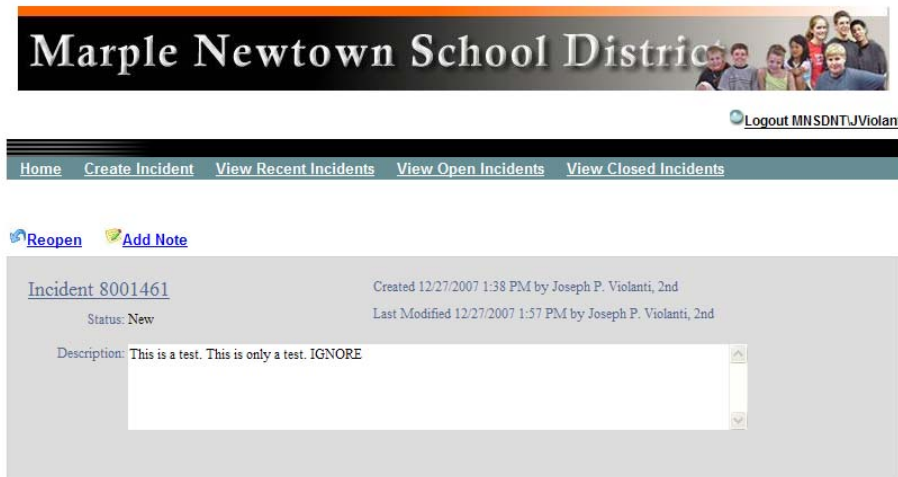 Marple Newtown School District
Logout MNSDNT\JViolan
Home Create Incident View Recent Incidents View Open Incidents View Closed Incidents
Reopen Add Note
Incident 8001461 Created 12/27/2007 1:38 PM by Joseph P. Violanti, 2nd
Status: New Last Modified 12/27/2007 1:57 PM by Joseph P. Violanti, 2nd
Description: This is a test. This is only a test. IGNORE